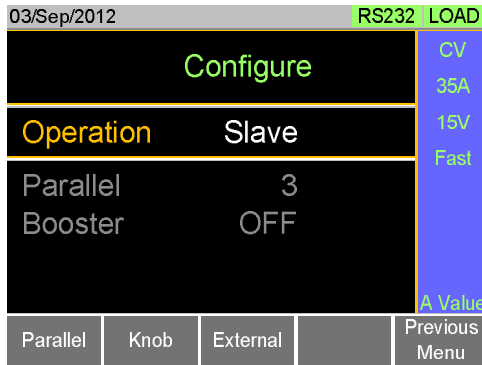 03/Sep/2012 RS232 LOAD
Configure
CV
35A
15V
Fast
Operation Slave
Parallel 3
Booster OFF
A Value
Parallel Knob External Previous Menu